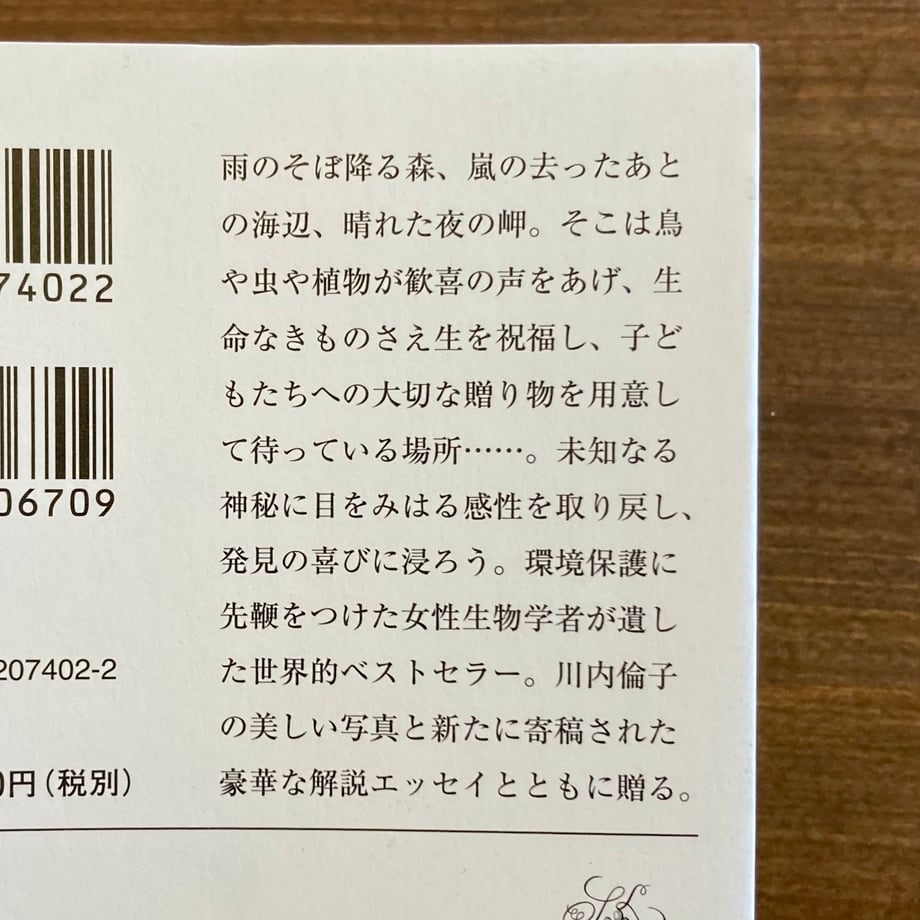 雨のそぼ降る森、嵐の去ったあと
の海辺、晴れた夜の岬。そこは鳥
や虫や植物が歓喜の声をあげ、生
命なきものさえ生を祝福し、子ど
もたちへの大切な贈り物を用意し
て待っている場所……。未知なる
神秘に目をみはる感性を取り戻し、
発見の喜びに浸ろう。環境保護に
先鞭をつけた女性生物学者が遺し
た世界的ベストセラー。川内倫子
の美しい写真と新たに寄稿された
豪華な解説エッセイとともに贈る。
74022
06709
207402-2
0円（税別）